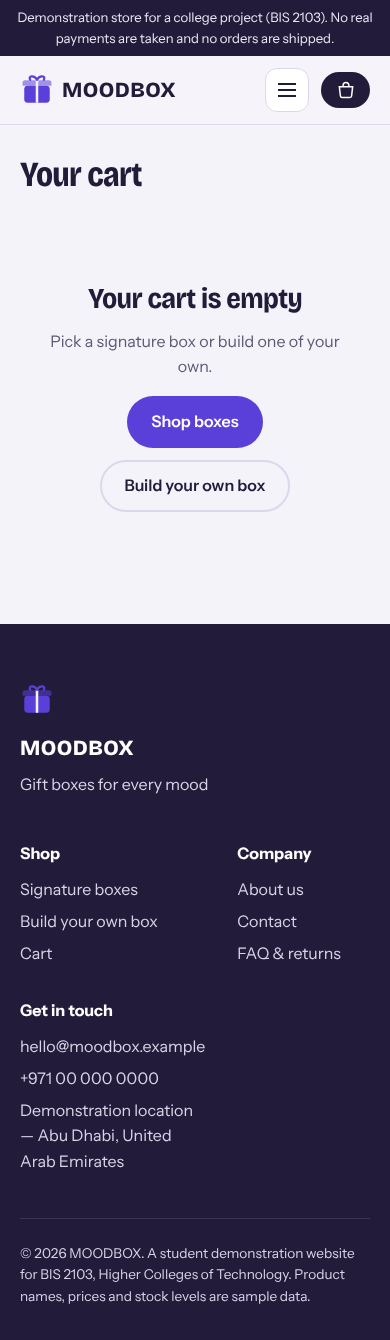 Demonstration store for a college project (BIS 2103). No real
payments are taken and no orders are shipped.
MOODBOX
Your cart
Your cart is empty
Pick a signature box or build one of your
own.
Shop boxes
Build your own box
MOODBOX
Gift boxes for every mood
Shop
Signature boxes
Build your own box
Cart
Company
About us
Contact
FAQ & returns
Get in touch
hello@moodbox.example
+971 00 000 0000
Demonstration location
— Abu Dhabi, United
Arab Emirates
© 2026 MOODBOX. A student demonstration website
for BIS 2103, Higher Colleges of Technology. Product
names, prices and stock levels are sample data.